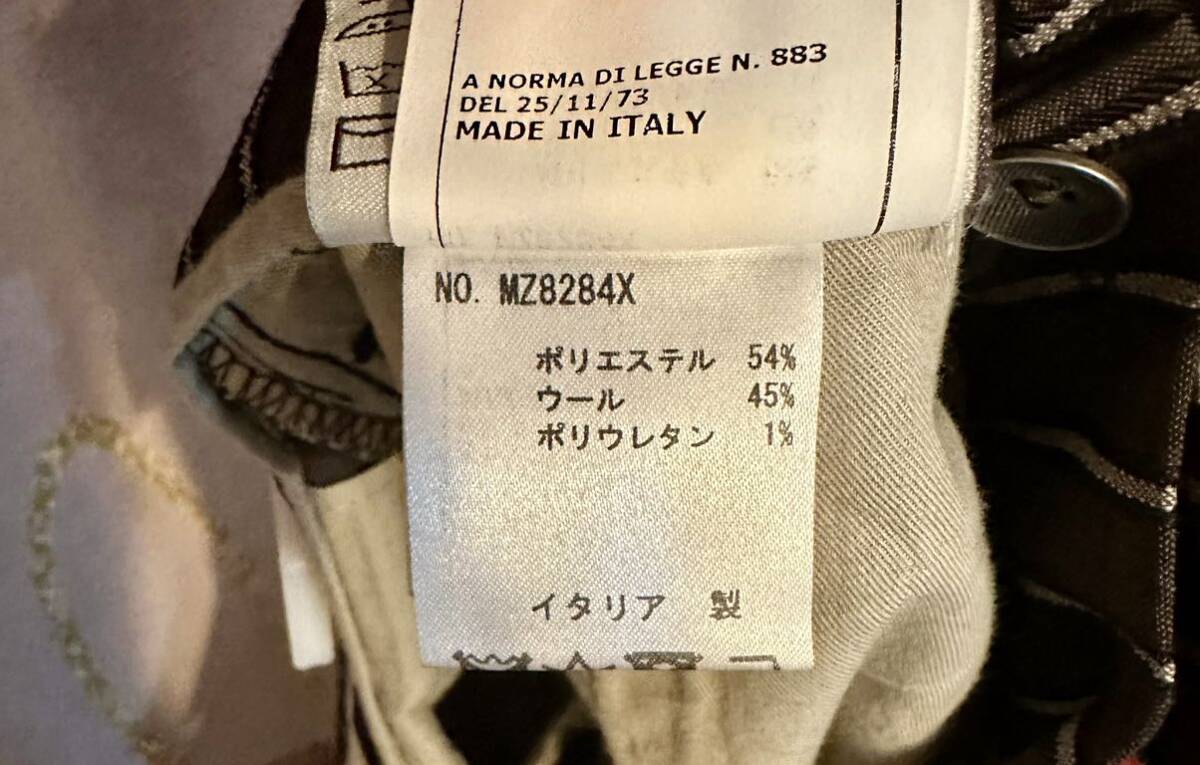 A NORMA DI LEGGE N. 883
DEL 25/11/73
MADE IN ITALY
NO. MZ8284X
ポリエステル 54%
ウール 45%
ポリウレタン 1%
イタリア 製